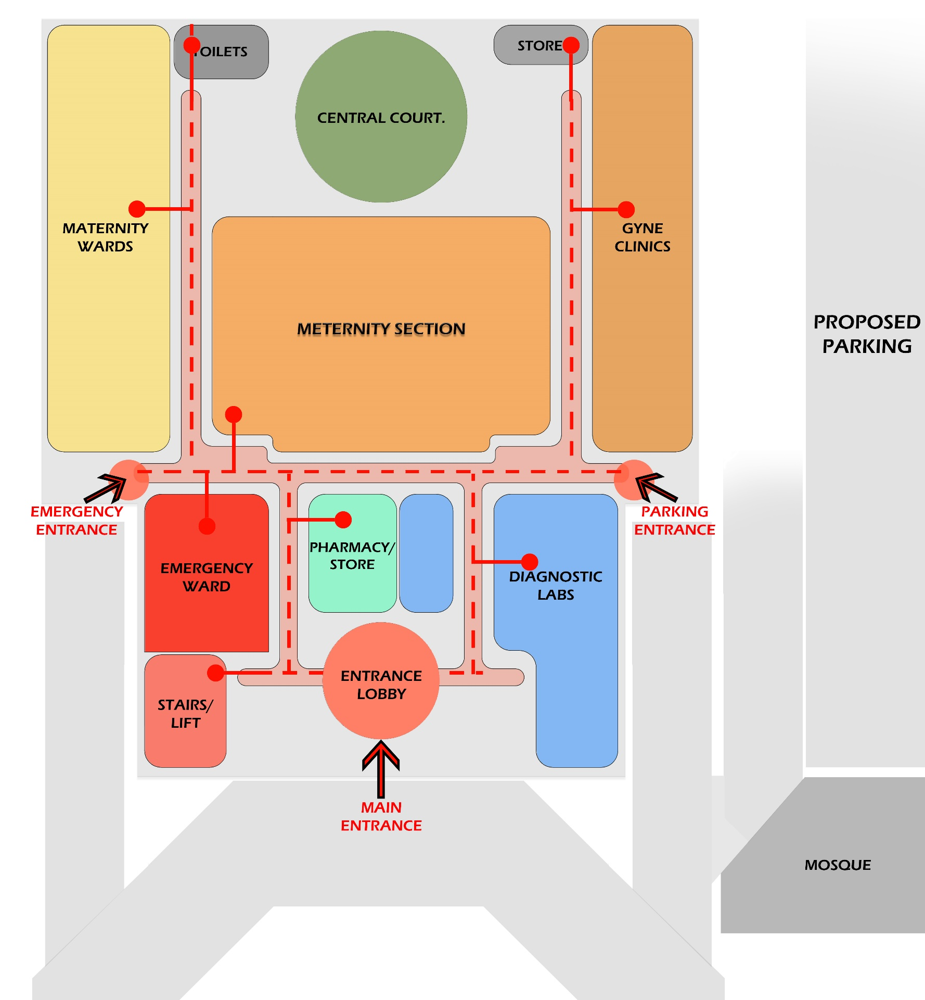 TOILETS
STORE
CENTRAL COURT.
MATERNITY
WARDS
GYNE
CLINICS
METERNITY SECTION
PROPOSED
PARKING
EMERGENCY
ENTRANCE
PARKING
ENTRANCE
PHARMACY/
STORE
EMERGENCY
WARD
DIAGNOSTIC
LABS
ENTRANCE
LOBBY
STAIRS/
LIFT
MAIN
ENTRANCE
MOSQUE